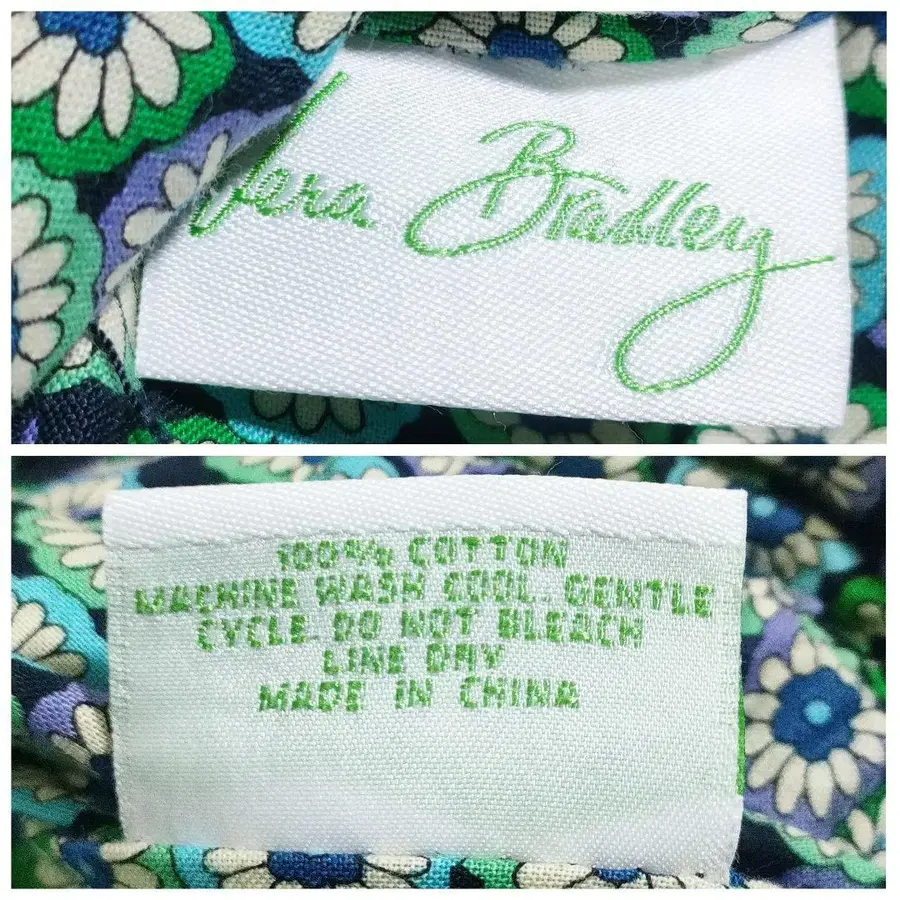 Vera Bradley
100% COTTON
MACHINE WASH COOL. GENTLE
CYCLE. DO NOT BLEACH
LINE DRY
MADE IN CHINA